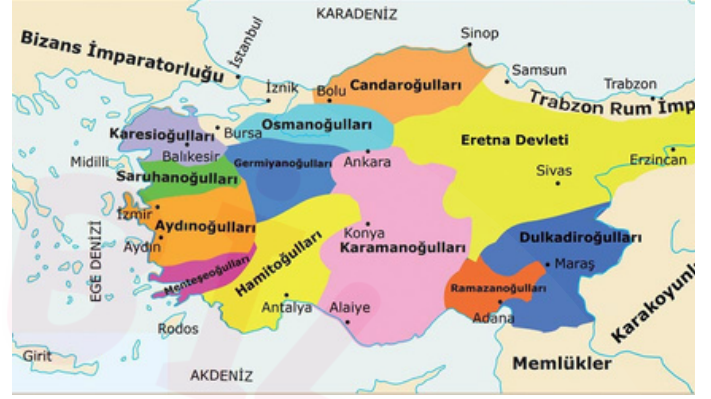 KARADENİZ
Bizans İmparatorluğu
İstanbul
Sinop
Samsun
Trabzon
Trabzon Rum İmp
İznik
Bolu
Candaroğulları
Karesioğulları
Bursa
Osmanoğulları
Eretna Devleti
Erzincan
Midilli
Balıkesir
Germiyanoğulları
Ankara
Sivas
Saruhanoğulları
İzmir
Aydınoğulları
Aydın
EGE DENİZİ
Menteşeoğulları
Hamitoğulları
Konya
Karamanoğulları
Dulkadiroğulları
Maraş
Ramazanoğulları
Adana
Karakoyunl
Antalya
Alaiye
Rodos
Girit
AKDENİZ
Memlükler